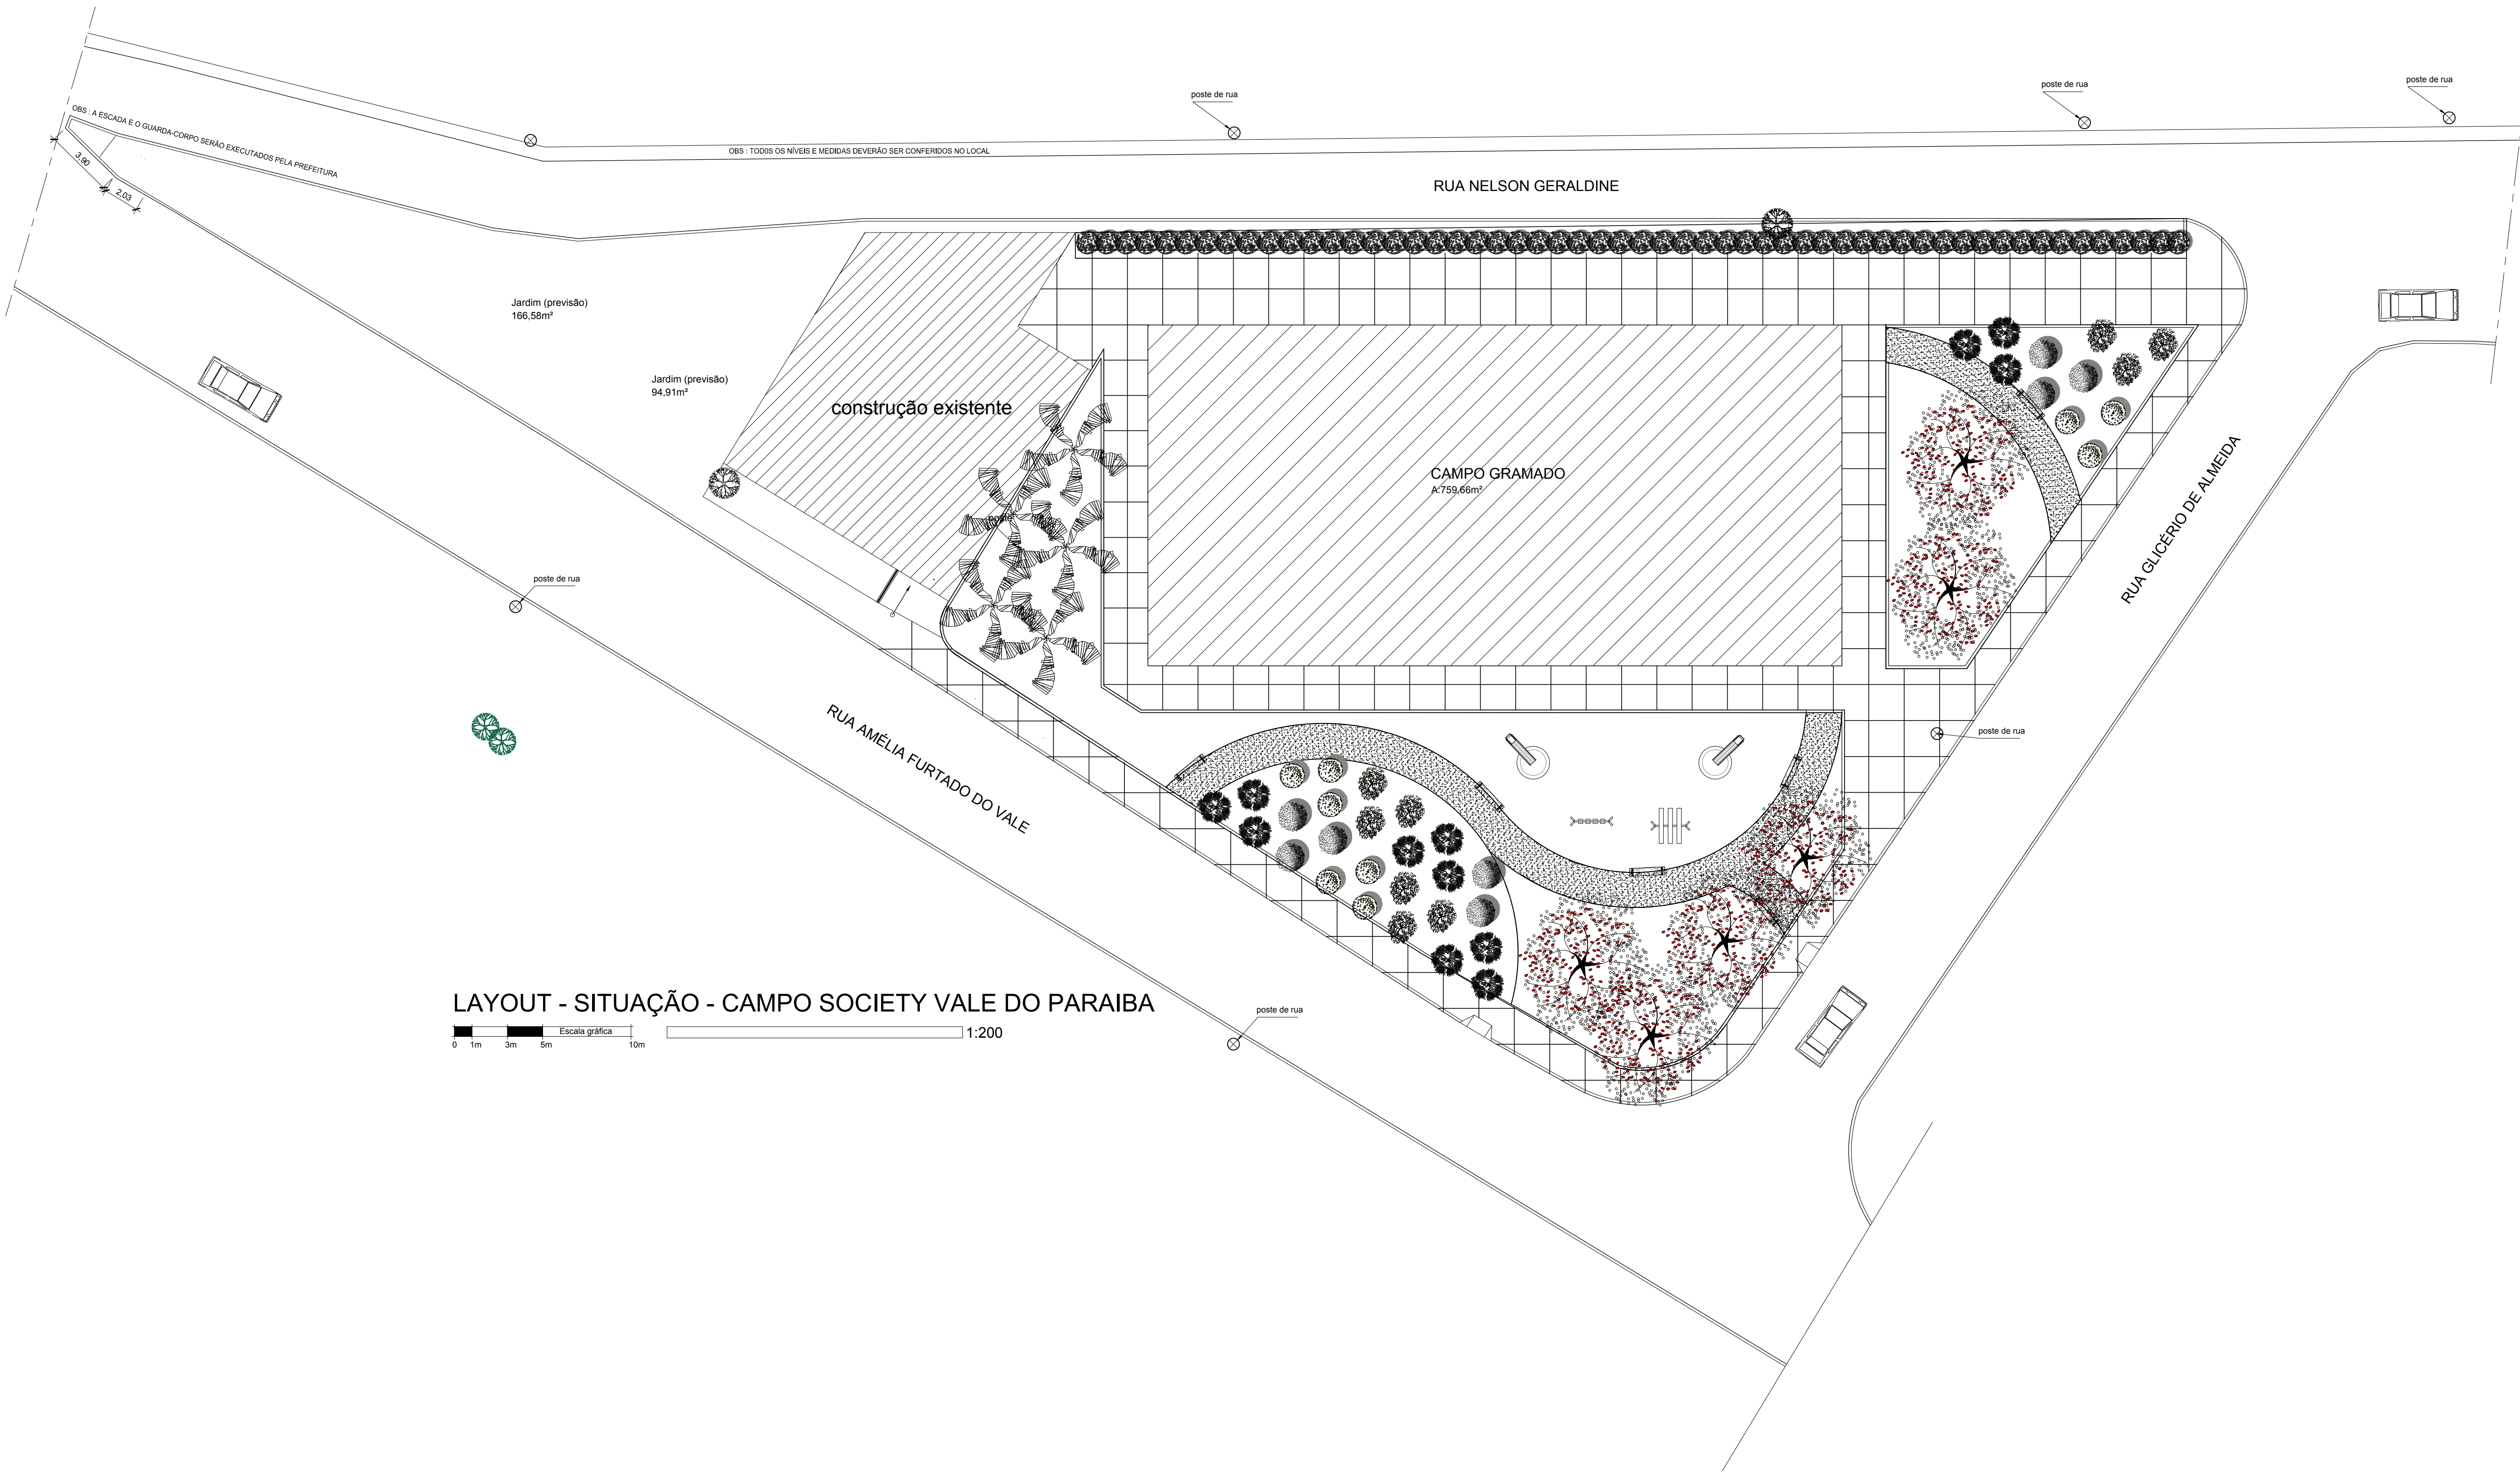 poste de rua
poste de rua
poste de rua
OBS : A ESCADA E O GUARDA-CORPO SERÃO EXECUTADOS PELA PREFEITURA
OBS : TODOS OS NÍVEIS E MEDIDAS DEVERÃO SER CONFERIDOS NO LOCAL
3.90
2.03
RUA NELSON GERALDINE
Jardim (previsão)
166,58m²
Jardim (previsão)
94,91m²
construção existente
CAMPO GRAMADO
A:759,66m²
RUA GLICÉRIO DE ALMEIDA
poste
poste de rua
poste de rua
RUA AMÉLIA FURTADO DO VALE
LAYOUT - SITUAÇÃO - CAMPO SOCIETY VALE DO PARAIBA
Escala gráfica
0 1m 3m 5m 10m
1:200
poste de rua